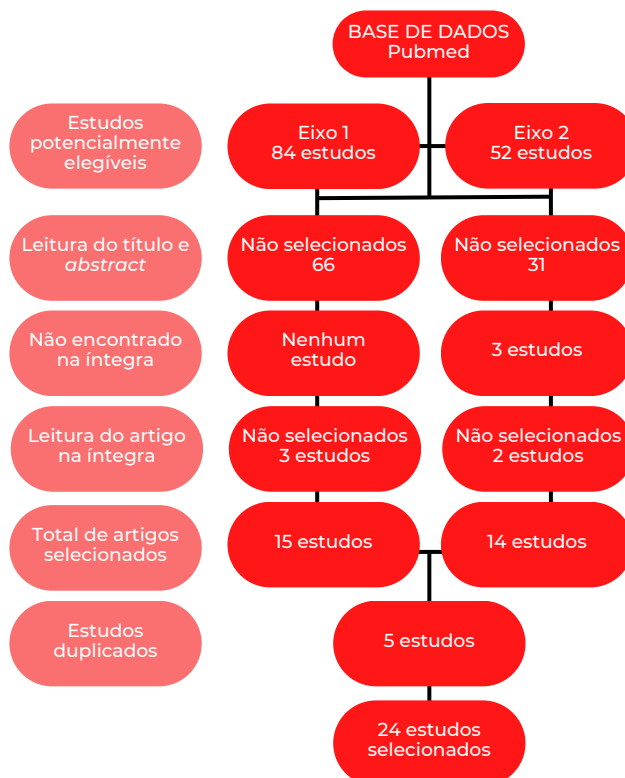 BASE DE DADOS
Pubmed
Estudos
potencialmente
elegíveis
Eixo 1
84 estudos
Eixo 2
52 estudos
Leitura do título e
abstract
Não selecionados
66
Não selecionados
31
Não encontrado
na íntegra
Nenhum
estudo
3 estudos
Leitura do artigo
na íntegra
Não selecionados
3 estudos
Não selecionados
2 estudos
Total de artigos
selecionados
15 estudos
14 estudos
Estudos
duplicados
5 estudos
24 estudos
selecionados